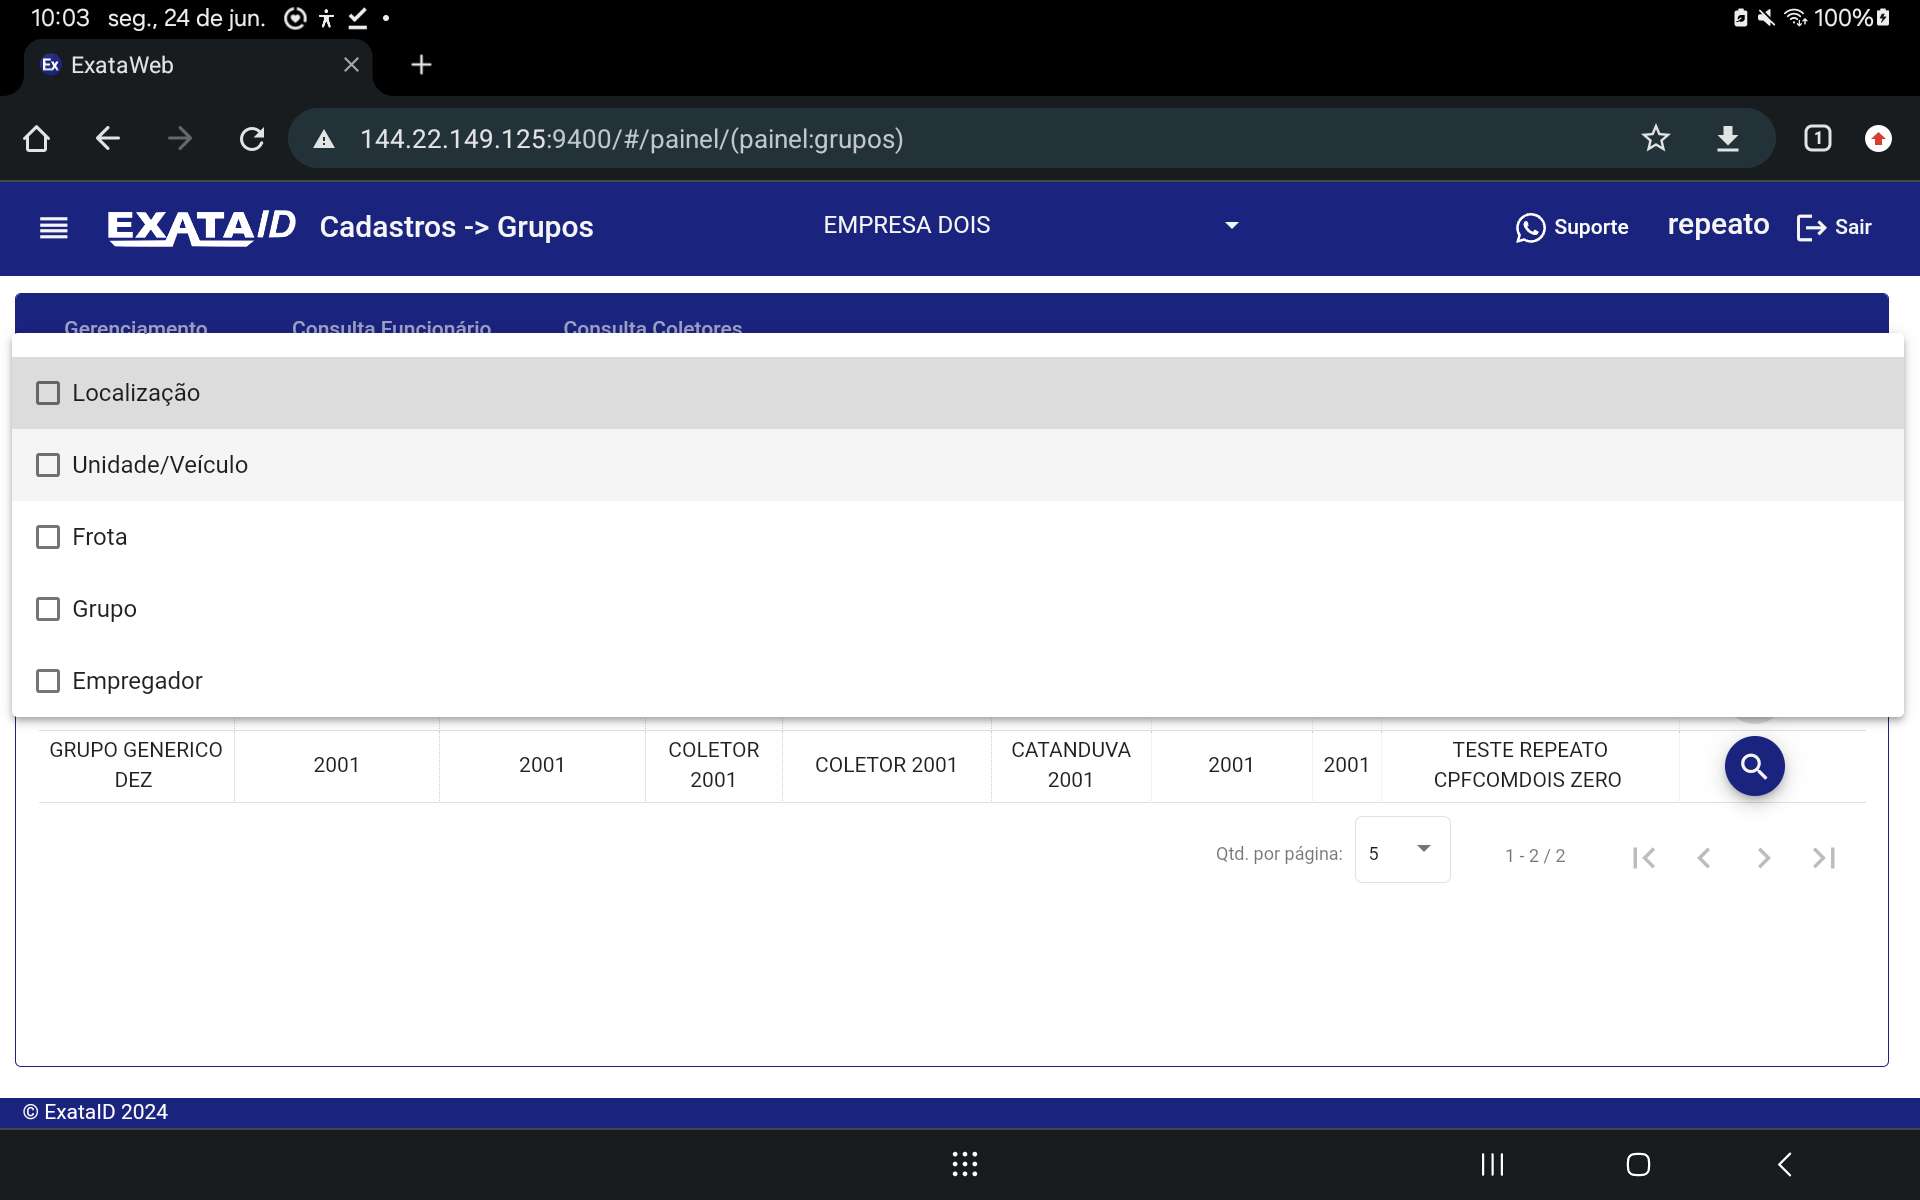 10:03 seg., 24 de jun. 100%
Ex ExataWeb
144.22.149.125:9400/#/painel/(painel:grupos) 1
EXATAID Cadastros -> Grupos EMPRESA DOIS Suporte repeato Sair
Gerenciamento Consulta Funcionário Consulta Coletores
Localização
Unidade/Veículo
Frota
Grupo
Empregador
GRUPO GENERICO DEZ 2001 2001 COLETOR 2001 COLETOR 2001 CATANDUVA 2001 2001 2001 TESTE REPEATO CPFCOMDOIS ZERO
Qtd. por página: 5 1 - 2 / 2
© ExataID 2024